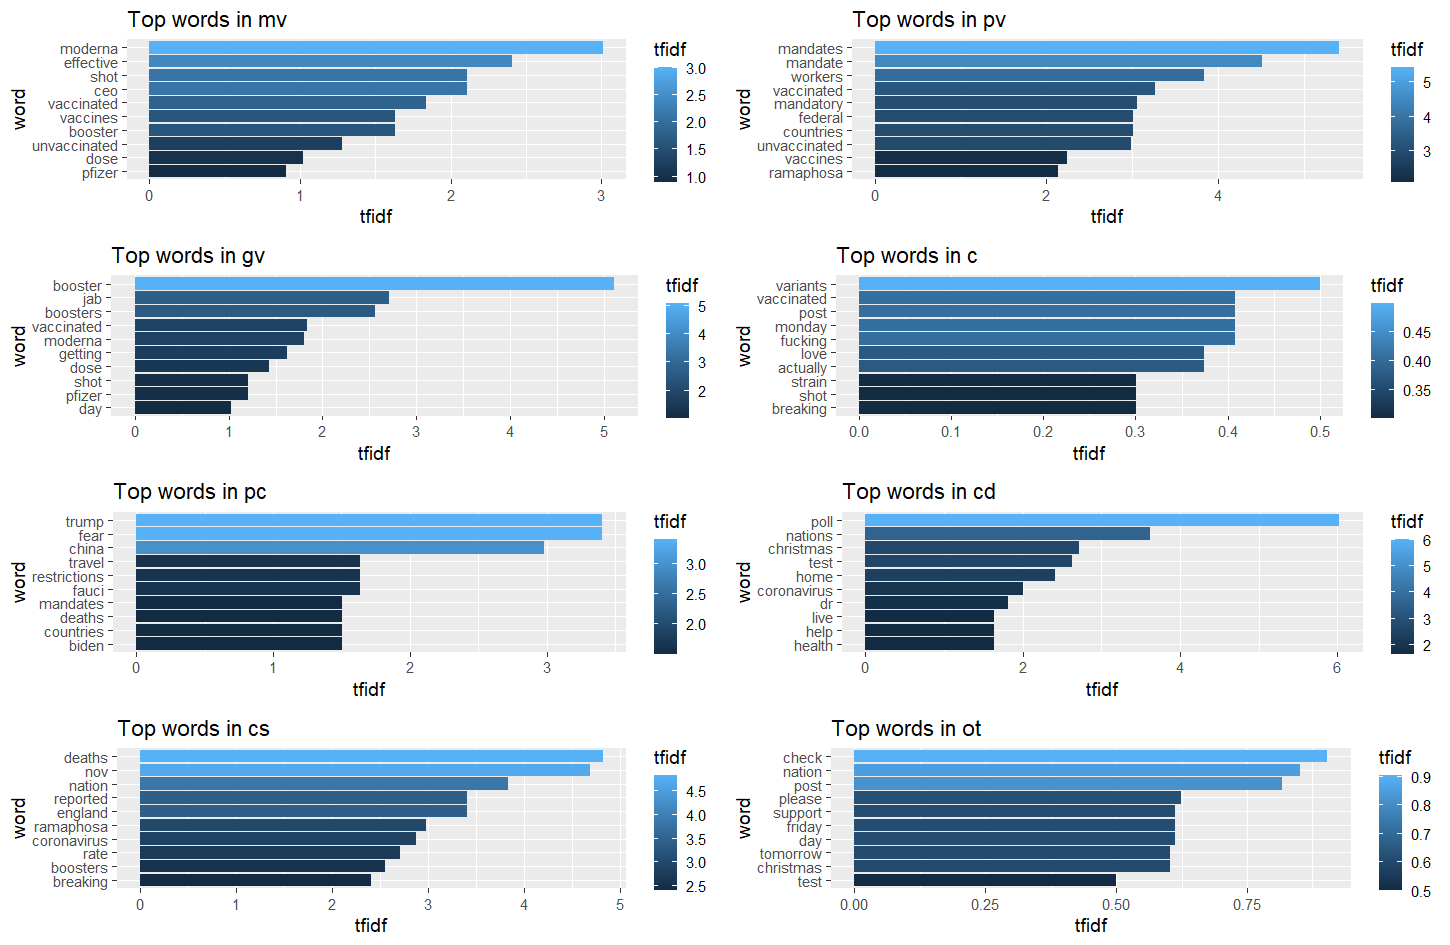 Top words in mv
word
moderna
effective
shot
ceo
vaccinated
vaccines
booster
unvaccinated
dose
pfizer
0 1 2 3
tfidf
tfidf
3.0
2.5
2.0
1.5
1.0
Top words in pv
word
mandates
mandate
workers
vaccinated
mandatory
federal
countries
unvaccinated
vaccines
ramaphosa
0 2 4
tfidf
tfidf
5
4
3
Top words in gv
word
booster
jab
boosters
vaccinated
moderna
getting
dose
shot
pfizer
day
0 1 2 3 4 5
tfidf
tfidf
5
4
3
2
Top words in c
word
variants
vaccinated
post
monday
fucking
love
actually
strain
shot
breaking
0.0 0.1 0.2 0.3 0.4 0.5
tfidf
tfidf
0.45
0.40
0.35
Top words in pc
word
trump
fear
china
travel
restrictions
fauci
mandates
deaths
countries
biden
0 1 2 3
tfidf
tfidf
3.0
2.5
2.0
Top words in cd
word
poll
nations
christmas
test
home
coronavirus
dr
live
help
health
0 2 4 6
tfidf
tfidf
6
5
4
3
2
Top words in cs
word
deaths
nov
nation
reported
england
ramaphosa
coronavirus
rate
boosters
breaking
0 1 2 3 4 5
tfidf
tfidf
4.5
4.0
3.5
3.0
2.5
Top words in ot
word
check
nation
post
please
support
friday
day
tomorrow
christmas
test
0.00 0.25 0.50 0.75
tfidf
tfidf
0.9
0.8
0.7
0.6
0.5